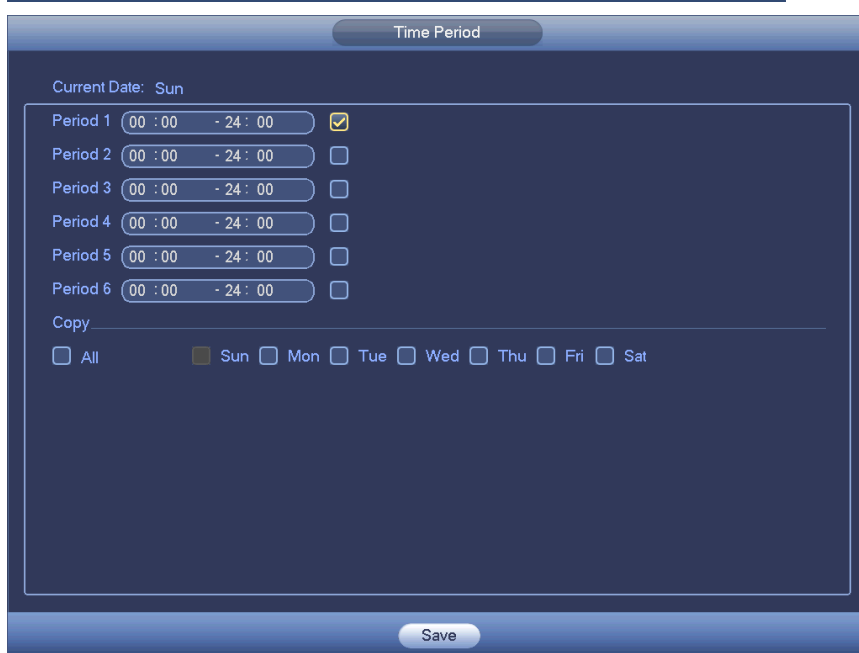 Time Period
Current Date: Sun
Period 1 00 :00 - 24 : 00
Period 2 00 :00 - 24 : 00
Period 3 00 :00 - 24 : 00
Period 4 00 :00 - 24 : 00
Period 5 00 :00 - 24 : 00
Period 6 00 :00 - 24 : 00
Copy
All Sun Mon Tue Wed Thu Fri Sat
Save